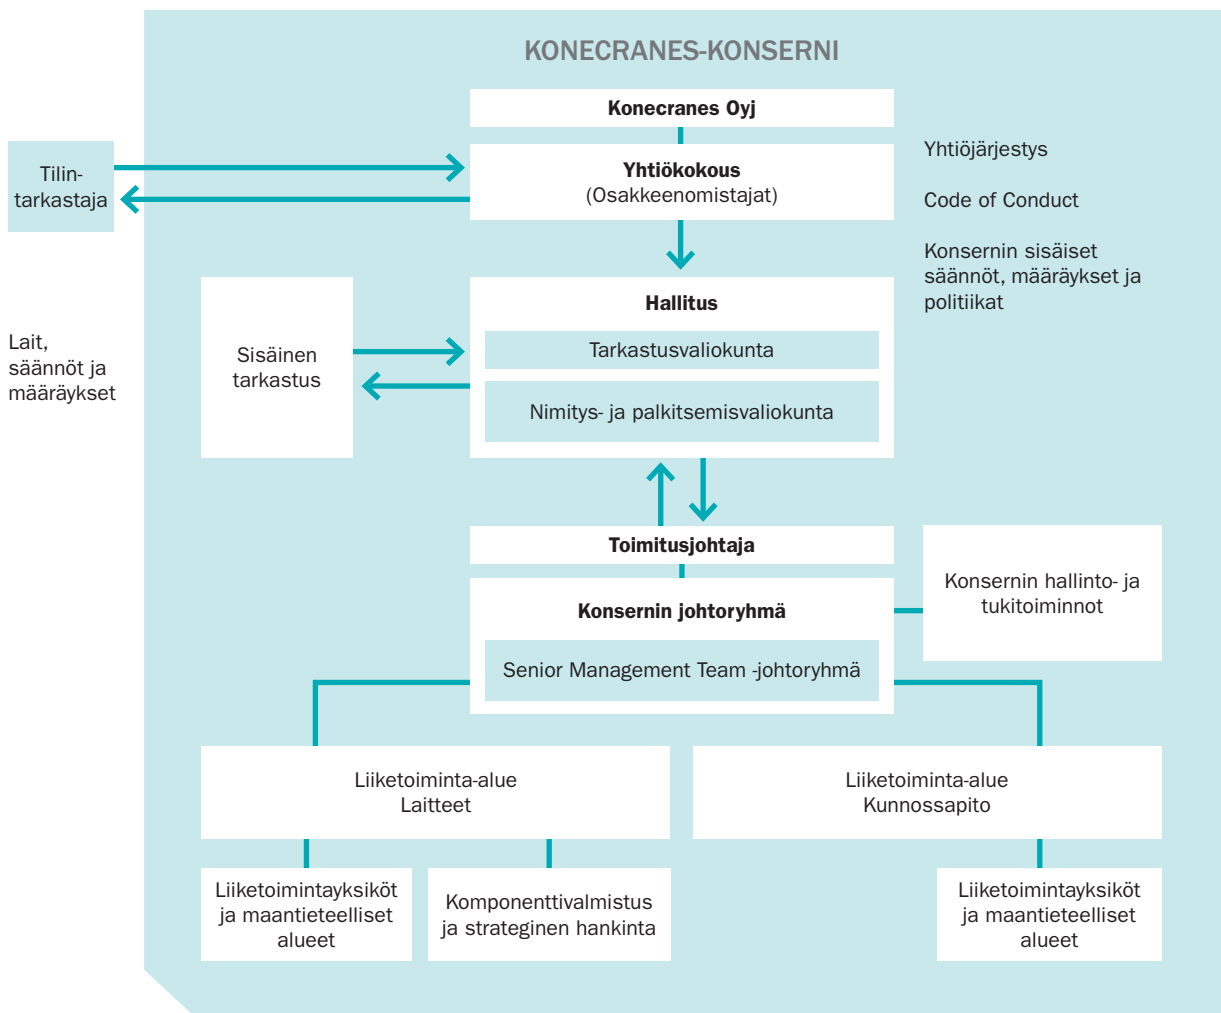 KONECRANES-KONSERNI
Konecranes Oyj
Tilin-
tarkastaja
Yhtiökokous
(Osakkeenomistajat)
Yhtiöjärjestys
Code of Conduct
Konsernin sisäiset
säännöt, määräykset ja
politiikat
Lait,
säännöt ja
määräykset
Sisäinen
tarkastus
Hallitus
Tarkastusvaliokunta
Nimitys- ja palkitsemisvaliokunta
Toimitusjohtaja
Konsernin johtoryhmä
Senior Management Team -johtoryhmä
Konsernin hallinto- ja
tukitoiminnot
Liiketoiminta-alue
Laitteet
Liiketoiminta-alue
Kunnossapito
Liiketoimintayksiköt
ja maantieteelliset
alueet
Komponenttivalmistus
ja strateginen hankinta
Liiketoimintayksiköt
ja maantieteelliset
alueet